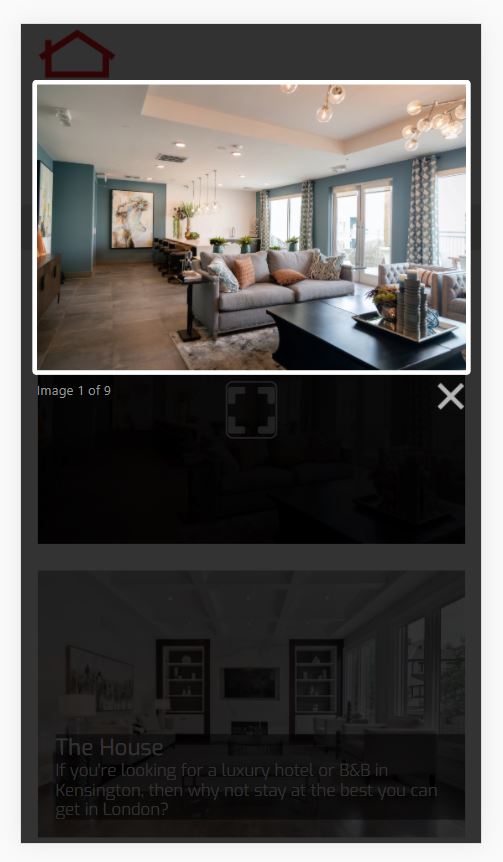 Image 1 of 9
The House
If you're looking for a luxury hotel or B&B in
Kensington, then why not stay at the best you can
get in London?